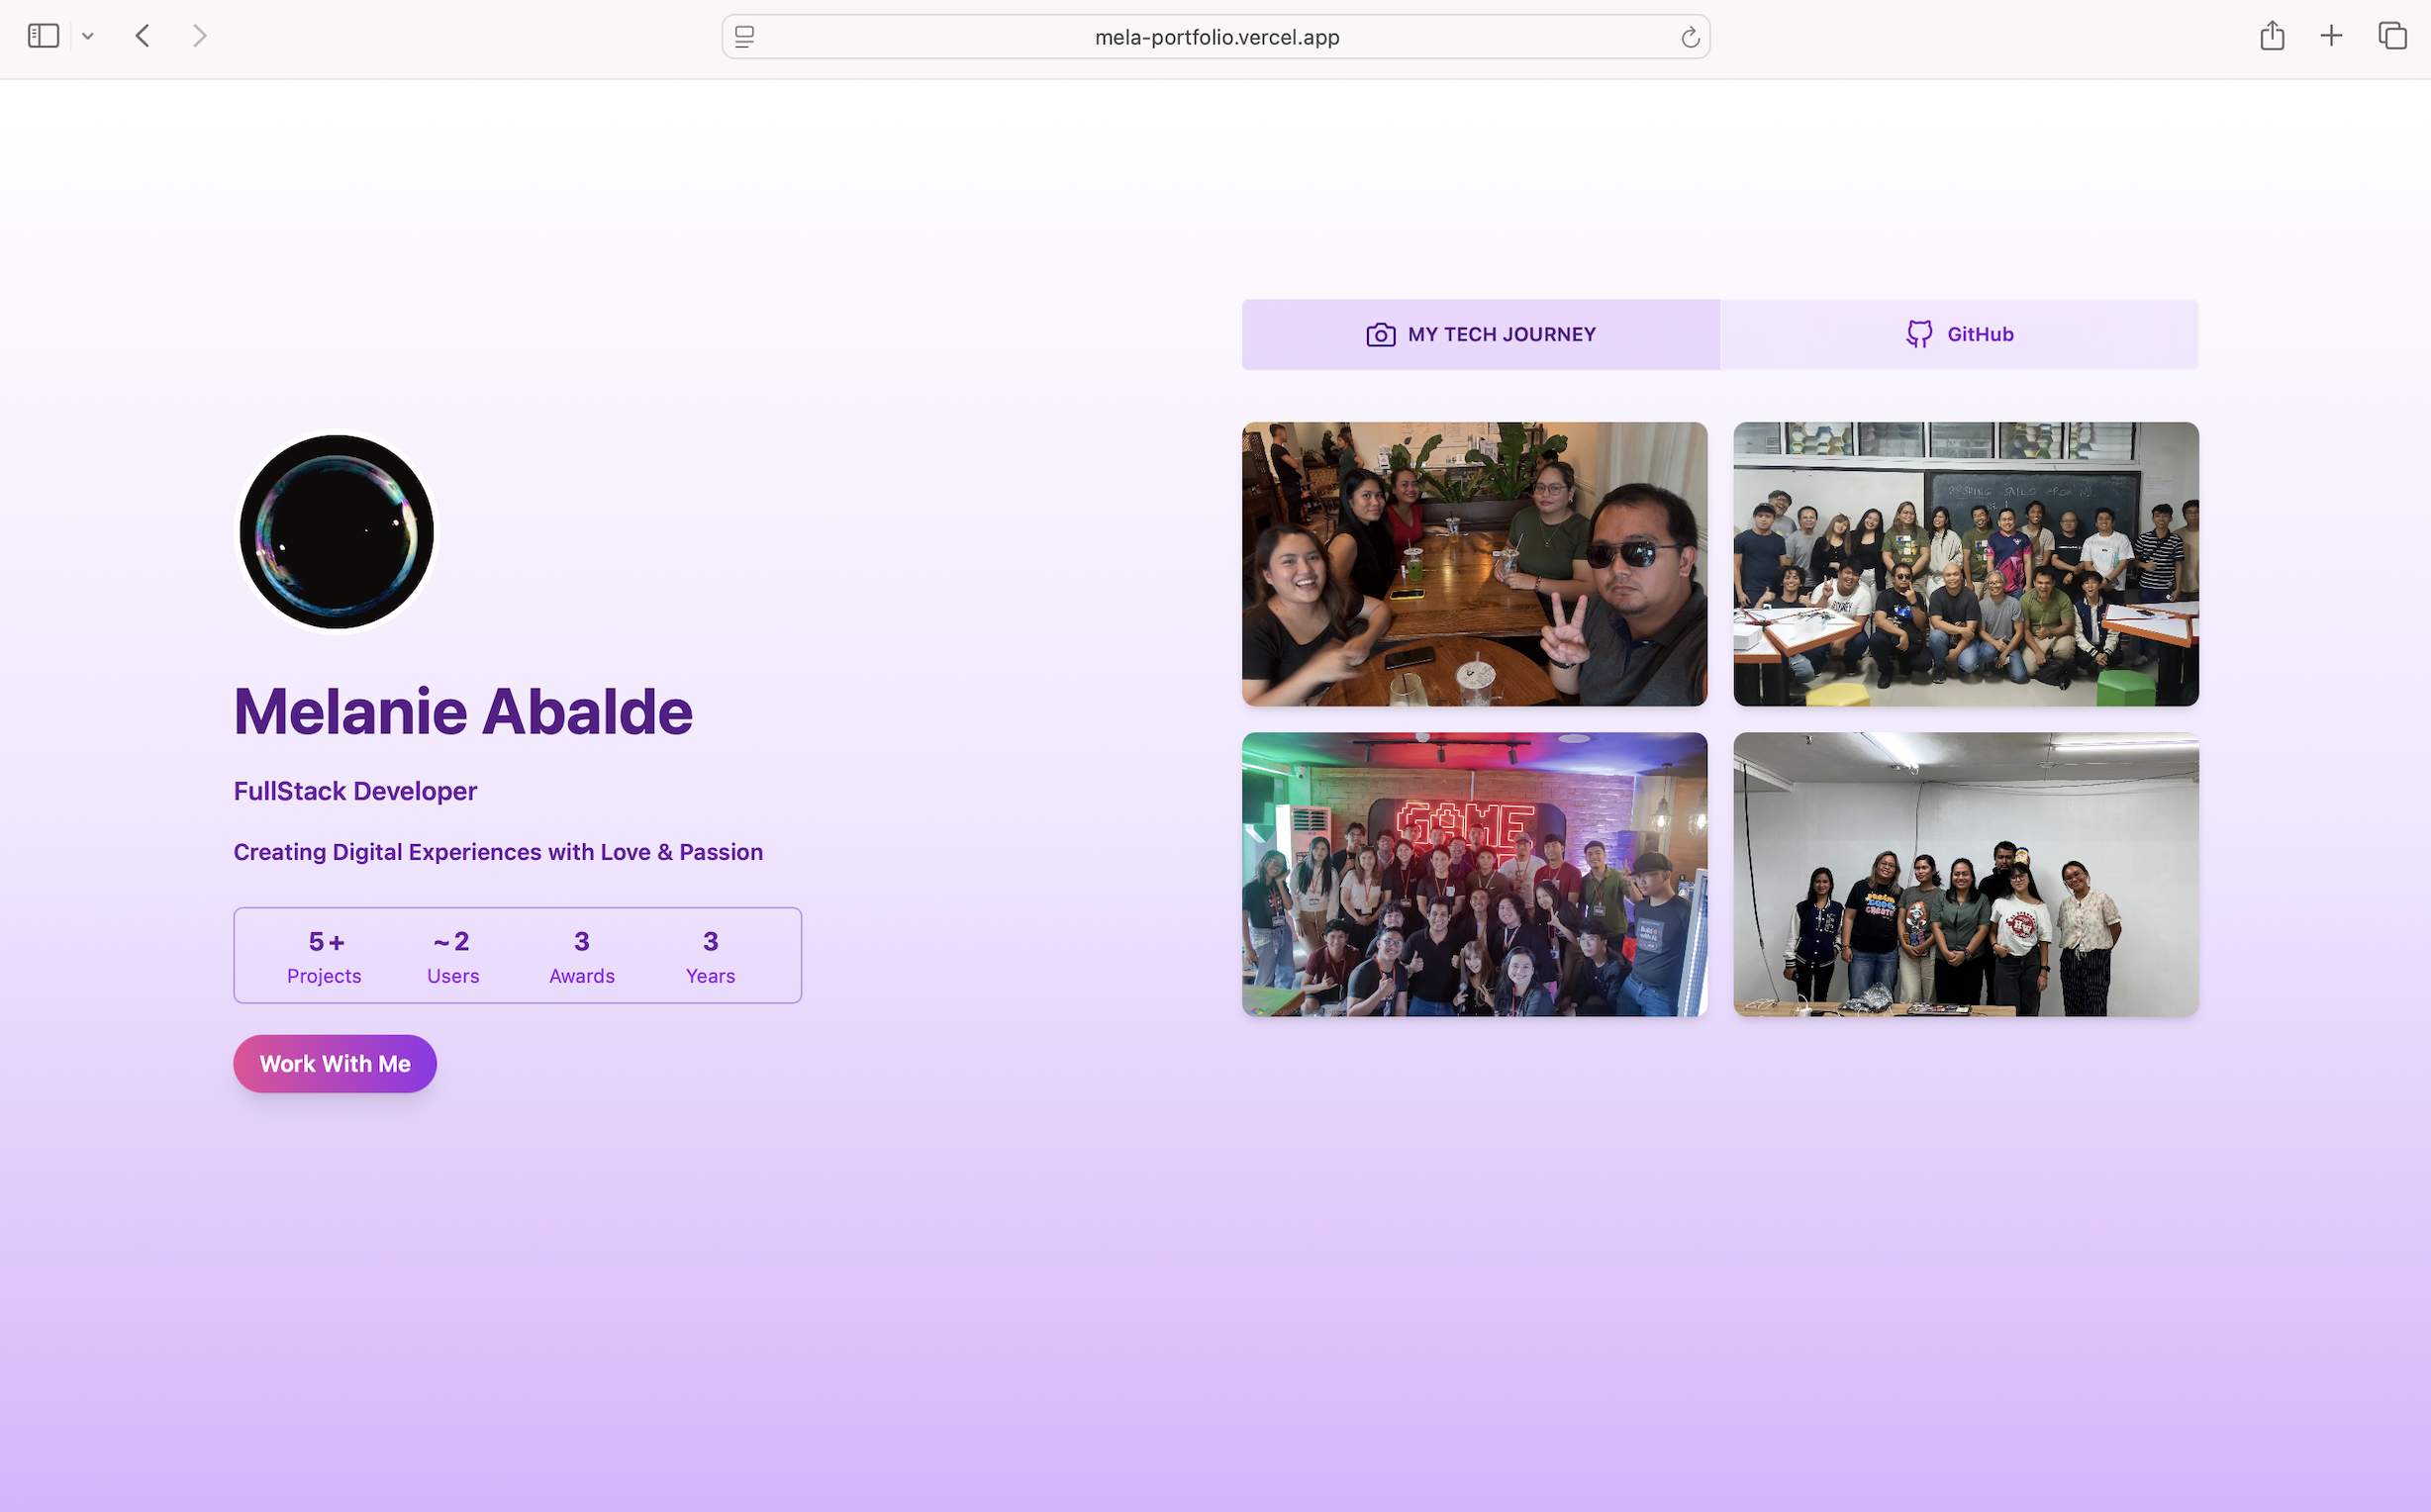 mela-portfolio.vercel.app
MY TECH JOURNEY
GitHub
Melanie Abalde
FullStack Developer
Creating Digital Experiences with Love & Passion
5+
Projects
~2
Users
3
Awards
3
Years
Work With Me
GAME